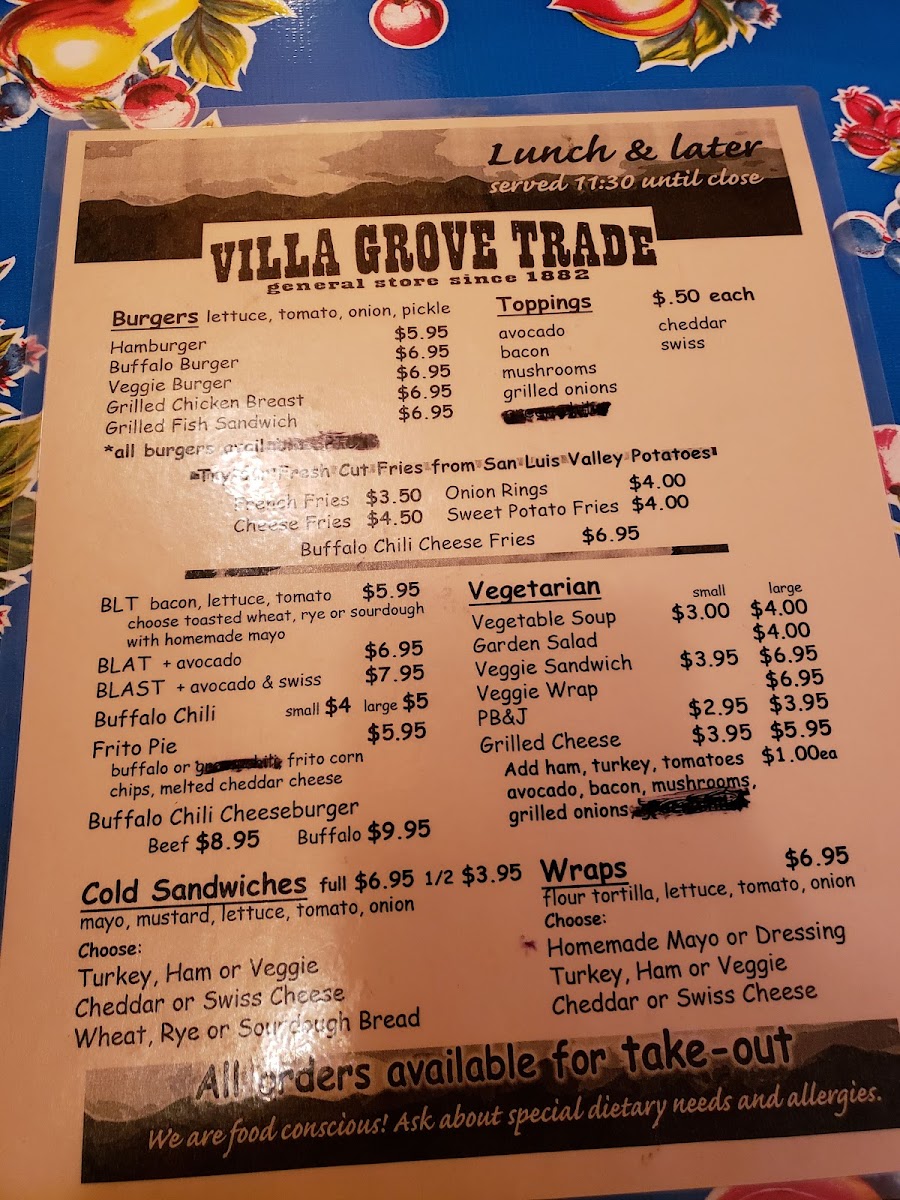 Lunch & later
served 11:30 until close
VILLA GROVE TRADE
general store since 1882
Burgers lettuce, tomato, onion, pickle
Hamburger $5.95
Buffalo Burger $6.95
Veggie Burger $6.95
Grilled Chicken Breast $6.95
Grilled Fish Sandwich $6.95
*all burgers
Toppings $.50 each
avocado cheddar
bacon swiss
mushrooms
grilled onions
Fresh Cut Fries from San Luis Valley Potatoes
French Fries $3.50 Onion Rings $4.00
Cheese Fries $4.50 Sweet Potato Fries $4.00
Buffalo Chili Cheese Fries $6.95
BLT bacon, lettuce, tomato $5.95
choose toasted wheat, rye or sourdough
with homemade mayo
BLAT + avocado $6.95
BLAST + avocado & swiss $7.95
Buffalo Chili small $4 large $5
Frito Pie $5.95
buffalo or frito corn
chips, melted cheddar cheese
Buffalo Chili Cheeseburger
Beef $8.95 Buffalo $9.95
Vegetarian small large
Vegetable Soup $3.00 $4.00
Garden Salad $4.00
Veggie Sandwich $3.95 $6.95
Veggie Wrap $6.95
PB&J $2.95 $3.95
Grilled Cheese $3.95 $5.95
Add ham, turkey, tomatoes $1.00ea
avocado, bacon, mushrooms,
grilled onions
Cold Sandwiches full $6.95 1/2 $3.95
mayo, mustard, lettuce, tomato, onion
Choose:
Turkey, Ham or Veggie
Cheddar or Swiss Cheese
Wheat, Rye or Sourdough Bread
Wraps $6.95
flour tortilla, lettuce, tomato, onion
Choose:
Homemade Mayo or Dressing
Turkey, Ham or Veggie
Cheddar or Swiss Cheese
All orders available for take-out
We are food conscious! Ask about special dietary needs and allergies.